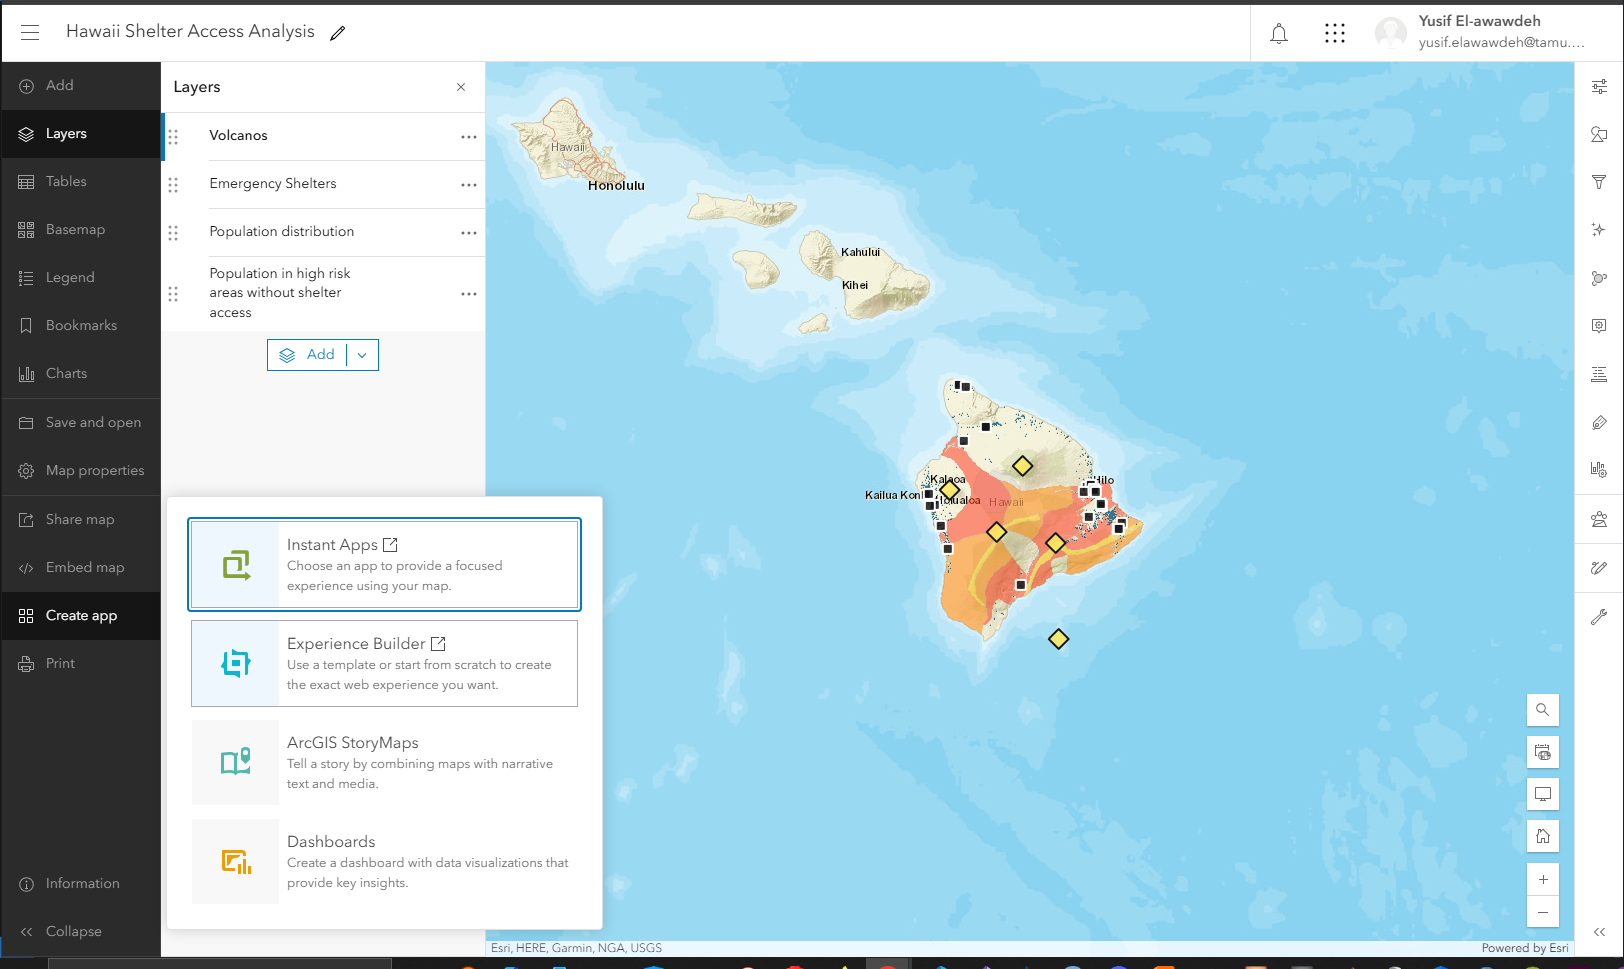 Hawaii Shelter Access Analysis
Yusif El-awawdeh
yusif.elawawdeh@tamu....
Add
Layers
Tables
Basemap
Legend
Bookmarks
Charts
Save and open
Map properties
Share map
Embed map
Create app
Print
Information
Collapse
Layers
Volcanos
Emergency Shelters
Population distribution
Population in high risk
areas without shelter
access
Add
Instant Apps
Choose an app to provide a focused
experience using your map.
Experience Builder
Use a template or start from scratch to create
the exact web experience you want.
ArcGIS StoryMaps
Tell a story by combining maps with narrative
text and media.
Dashboards
Create a dashboard with data visualizations that
provide key insights.
Hawaii
Honolulu
Kahului
Kihei
Hilo
Kailua
Hawaii
Esri, HERE, Garmin, NGA, USGS
Powered by Esri